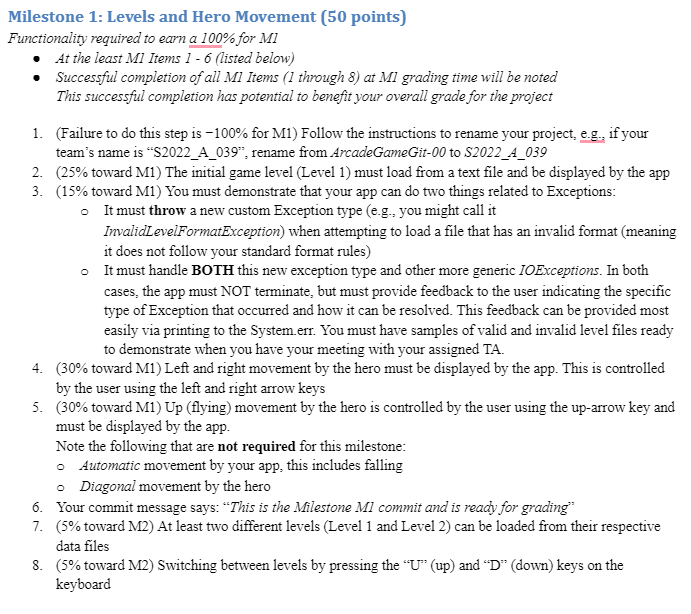 Milestone 1: Levels and Hero Movement (50 points)
Functionality required to earn a 100% for M1
• At the least M1 Items 1 - 6 (listed below)
• Successful completion of all M1 Items (1 through 8) at M1 grading time will be noted
This successful completion has potential to benefit your overall grade for the project
1. (Failure to do this step is −100% for M1) Follow the instructions to rename your project, e.g., if your
team's name is “S2022_A_039”, rename from ArcadeGameGit-00 to S2022_A_039
2. (25% toward M1) The initial game level (Level 1) must load from a text file and be displayed by the app
3. (15% toward M1) You must demonstrate that your app can do two things related to Exceptions:
o It must throw a new custom Exception type (e.g., you might call it
InvalidLevelFormatException) when attempting to load a file that has an invalid format (meaning
it does not follow your standard format rules)
o It must handle BOTH this new exception type and other more generic IOExceptions. In both
cases, the app must NOT terminate, but must provide feedback to the user indicating the specific
type of Exception that occurred and how it can be resolved. This feedback can be provided most
easily via printing to the System.err. You must have samples of valid and invalid level files ready
to demonstrate when you have your meeting with your assigned TA.
4. (30% toward M1) Left and right movement by the hero must be displayed by the app. This is controlled
by the user using the left and right arrow keys
5. (30% toward M1) Up (flying) movement by the hero is controlled by the user using the up-arrow key and
must be displayed by the app.
Note the following that are not required for this milestone:
o Automatic movement by your app, this includes falling
o Diagonal movement by the hero
6. Your commit message says: “This is the Milestone M1 commit and is ready for grading”
7. (5% toward M2) At least two different levels (Level 1 and Level 2) can be loaded from their respective
data files
8. (5% toward M2) Switching between levels by pressing the “U” (up) and “D” (down) keys on the
keyboard